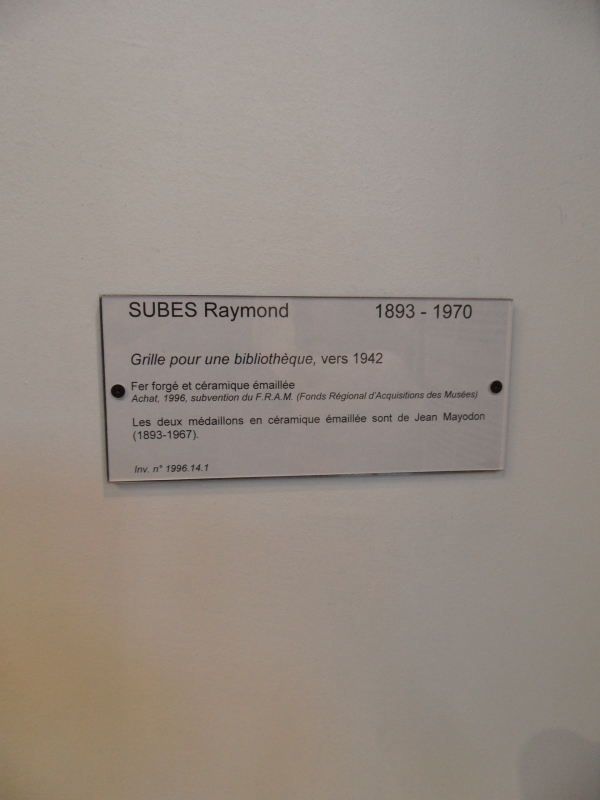 SUBES Raymond 1893 - 1970
Grille pour une bibliothèque, vers 1942
Fer forgé et céramique émaillée
Achat, 1996, subvention du F.R.A.M. (Fonds Régional d'Acquisitions des Musées)
Les deux médaillons en céramique émaillée sont de Jean Mayodon
(1893-1967).
Inv. n° 1996.14.1